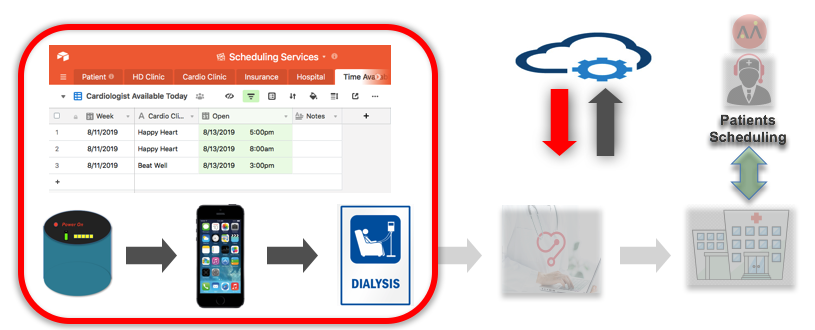 Scheduling Services
Patient HD Clinic Cardio Clinic Insurance Hospital Time
Cardiologist Available Today
Week A Cardio Cli... Open Notes +
1 8/11/2019 Happy Heart 8/13/2019 5:00pm
2 8/11/2019 Happy Heart 8/13/2019 8:00am
3 8/11/2019 Beat Well 8/13/2019 3:00pm
+
Patients
Scheduling
Power On
DIALYSIS